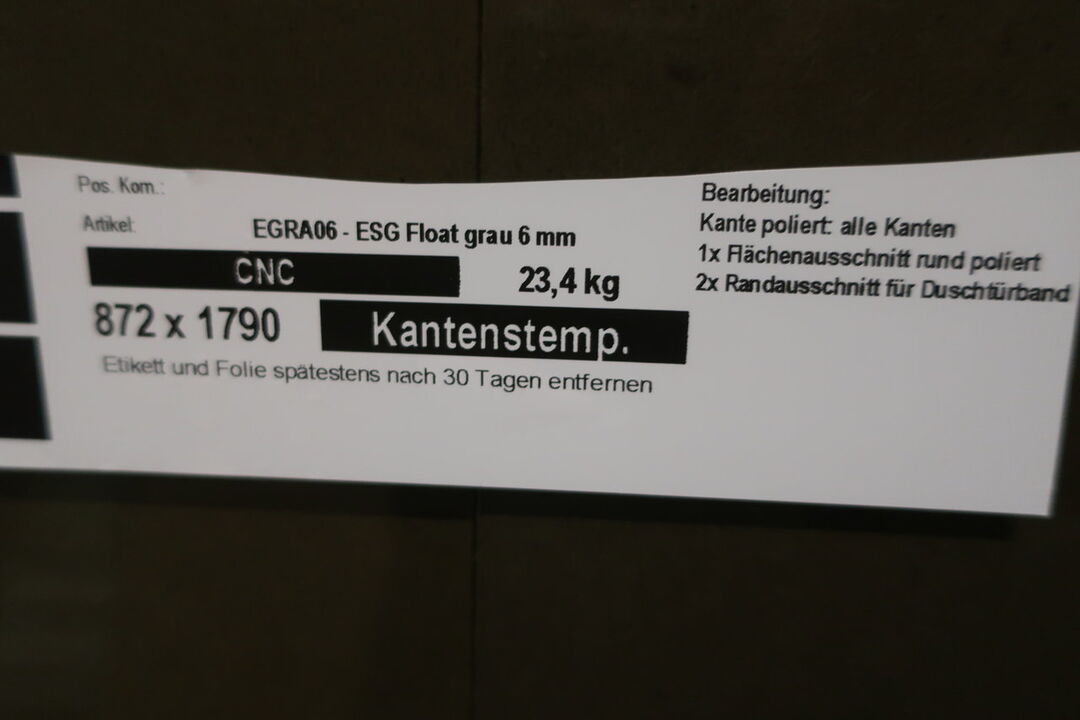 Pos. Kom.:
Artikel: EGRA06 - ESG Float grau 6 mm
CNC 23,4 kg
872 x 1790 Kantenstemp.
Etikett und Folie spätestens nach 30 Tagen entfernen
Bearbeitung:
Kante poliert: alle Kanten
1x Flächenausschnitt rund poliert
2x Randausschnitt für Duschtürband